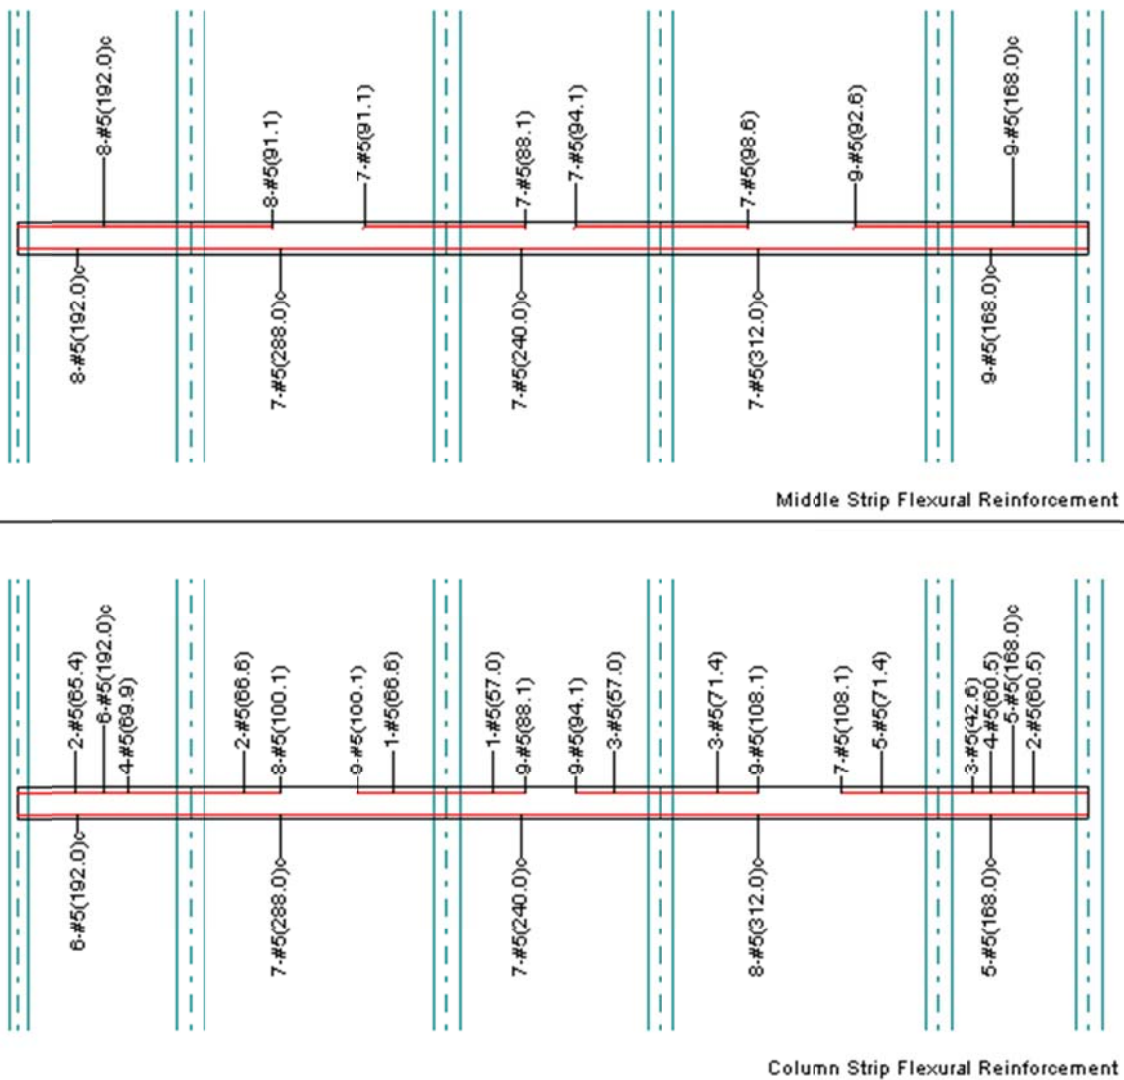 8-#5(192.0)c
8-#5(91.1)
7-#5(91.1)
7-#5(88.1)
7-#5(94.1)
7-#5(98.6)
9-#5(92.6)
9-#5(168.0)c
8-#5(192.0)c
7-#5(288.0)c
7-#5(240.0)c
7-#5(312.0)c
9-#5(168.0)c
Middle Strip Flexural Reinforcement
2-#5(65.4)
6-#5(192.0)c
4-#5(69.9)
2-#5(66.6)
8-#5(100.1)
9-#5(100.1)
1-#5(66.6)
1-#5(57.0)
9-#5(88.1)
9-#5(94.1)
3-#5(57.0)
3-#5(71.4)
9-#5(108.1)
7-#5(108.1)
5-#5(71.4)
3-#5(42.6)
4-#5(60.5)
5-#5(168.0)c
2-#5(60.5)
6-#5(192.0)c
7-#5(288.0)c
7-#5(240.0)c
8-#5(312.0)c
5-#5(168.0)c
Column Strip Flexural Reinforcement